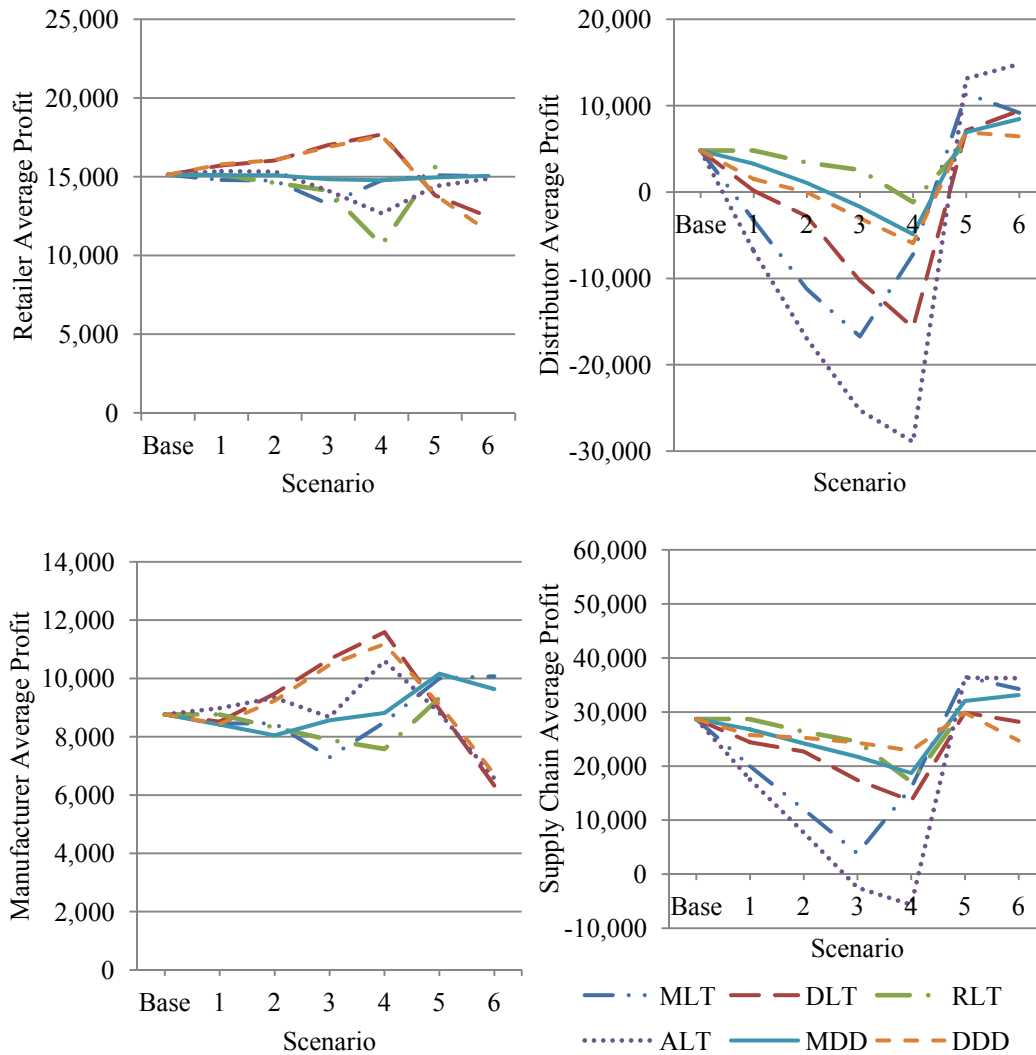 25,000
20,000
15,000
10,000
5,000
0
Retailer Average Profit
Base 1 2 3 4 5 6
Scenario
20,000
10,000
0
-10,000
-20,000
-30,000
Distributor Average Profit
Base 1 2 3 4 5 6
Scenario
14,000
12,000
10,000
8,000
6,000
4,000
2,000
0
Manufacturer Average Profit
Base 1 2 3 4 5 6
Scenario
60,000
50,000
40,000
30,000
20,000
10,000
0
-10,000
Supply Chain Average Profit
Base 1 2 3 4 5 6
Scenario
MLT DLT RLT
ALT MDD DDD